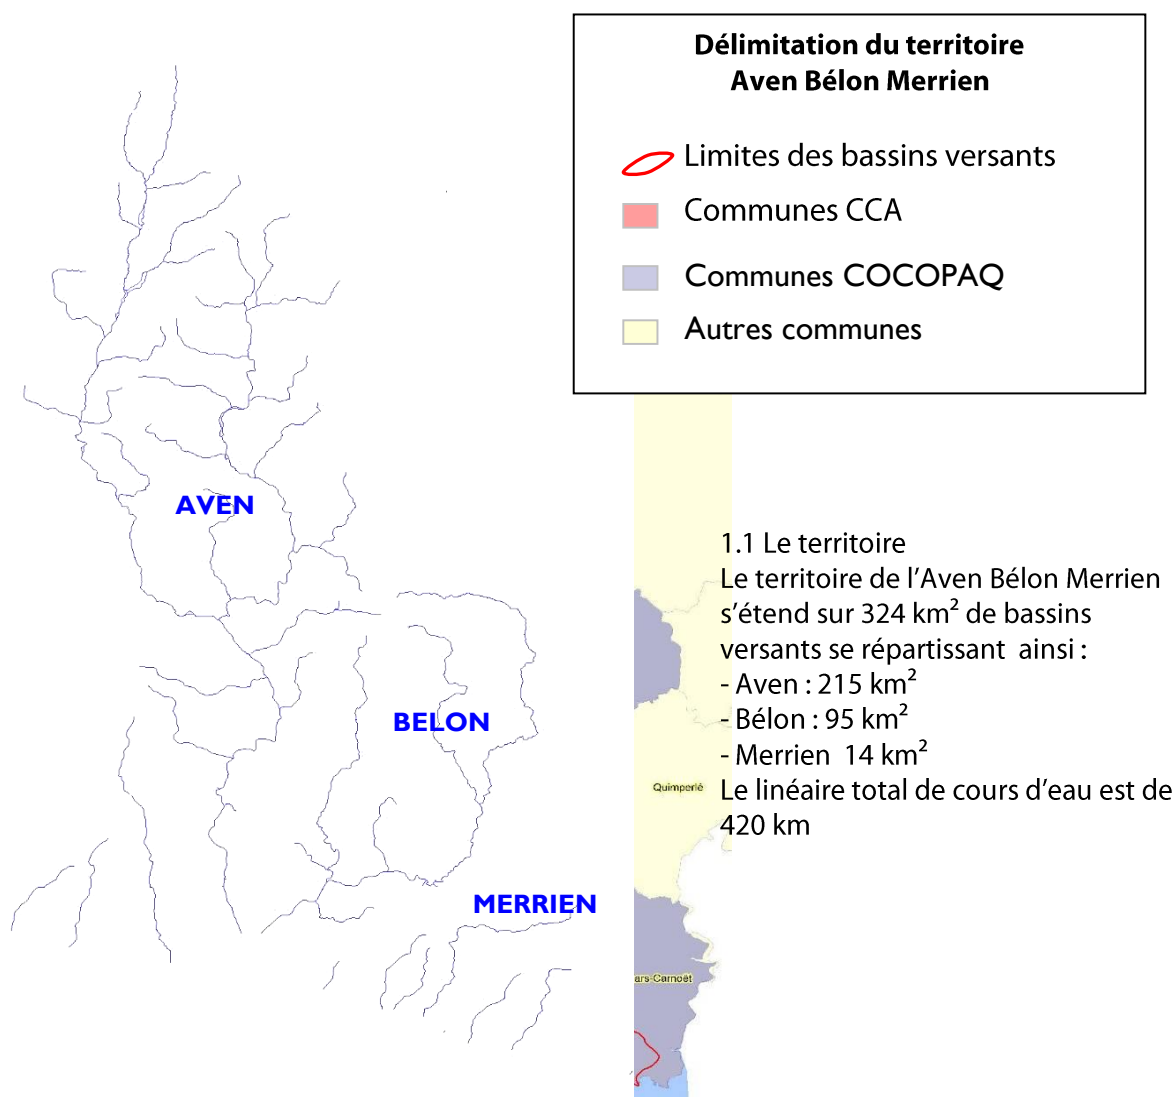 Délimitation du territoire
Aven Bélon Merrien
Limites des bassins versants
Communes CCA
Communes COCOPAQ
Autres communes
AVEN
BELON
MERRIEN
1.1 Le territoire
Le territoire de l’Aven Bélon Merrien
s’étend sur 324 km² de bassins
versants se répartissant  ainsi :
- Aven : 215 km²
- Bélon : 95 km²
- Merrien  14 km²
Le linéaire total de cours d’eau est de
420 km
Quimperlé
ars-Carnoët